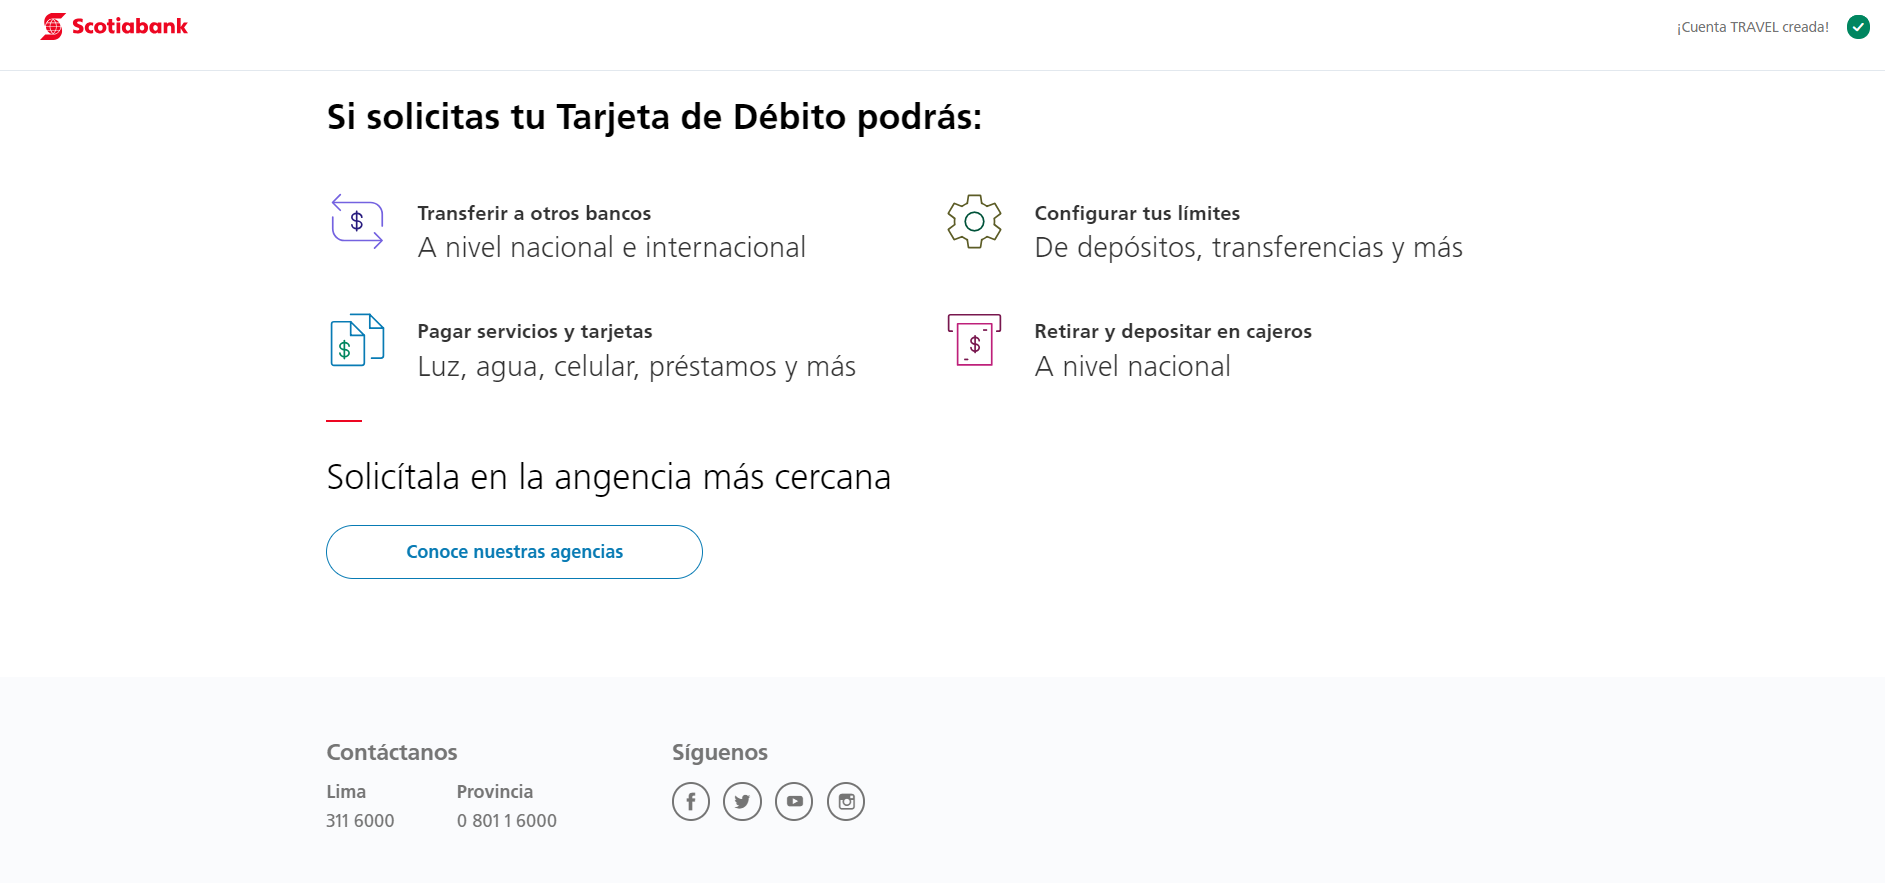 Scotiabank
¡Cuenta TRAVEL creada!
Si solicitas tu Tarjeta de Débito podrás:
Transferir a otros bancos
A nivel nacional e internacional
Configurar tus límites
De depósitos, transferencias y más
Pagar servicios y tarjetas
Luz, agua, celular, préstamos y más
Retirar y depositar en cajeros
A nivel nacional
Solicítala en la angencia más cercana
Conoce nuestras agencias
Contáctanos
Lima
311 6000
Provincia
0 801 1 6000
Síguenos